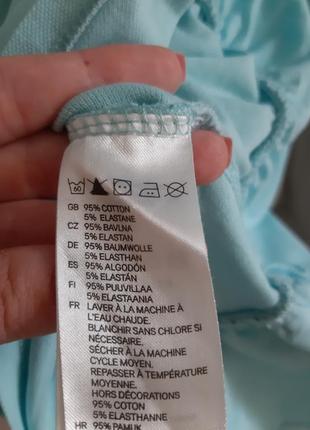 60
GB 95% COTTON
5% ELASTANE
CZ 95% BAVLNA
5% ELASTAN
DE 95% BAUMWOLLE
5% ELASTHAN
ES 95% ALGODÓN
5% ELASTÁN
FI 95% PUUVILLAA
5% ELASTAANIA
FR LAVER À LA MACHINE À
L'EAU CHAUDE.
BLANCHIR SANS CHLORE SI
NÉCESSAIRE.
SÉCHER À LA MACHINE
CYCLE MOYEN.
REPASSER À TEMPÉRATURE
MOYENNE.
HORS DÉCORATIONS
95% COTON
5% ELASTHANNE
HR 95% PAMUK